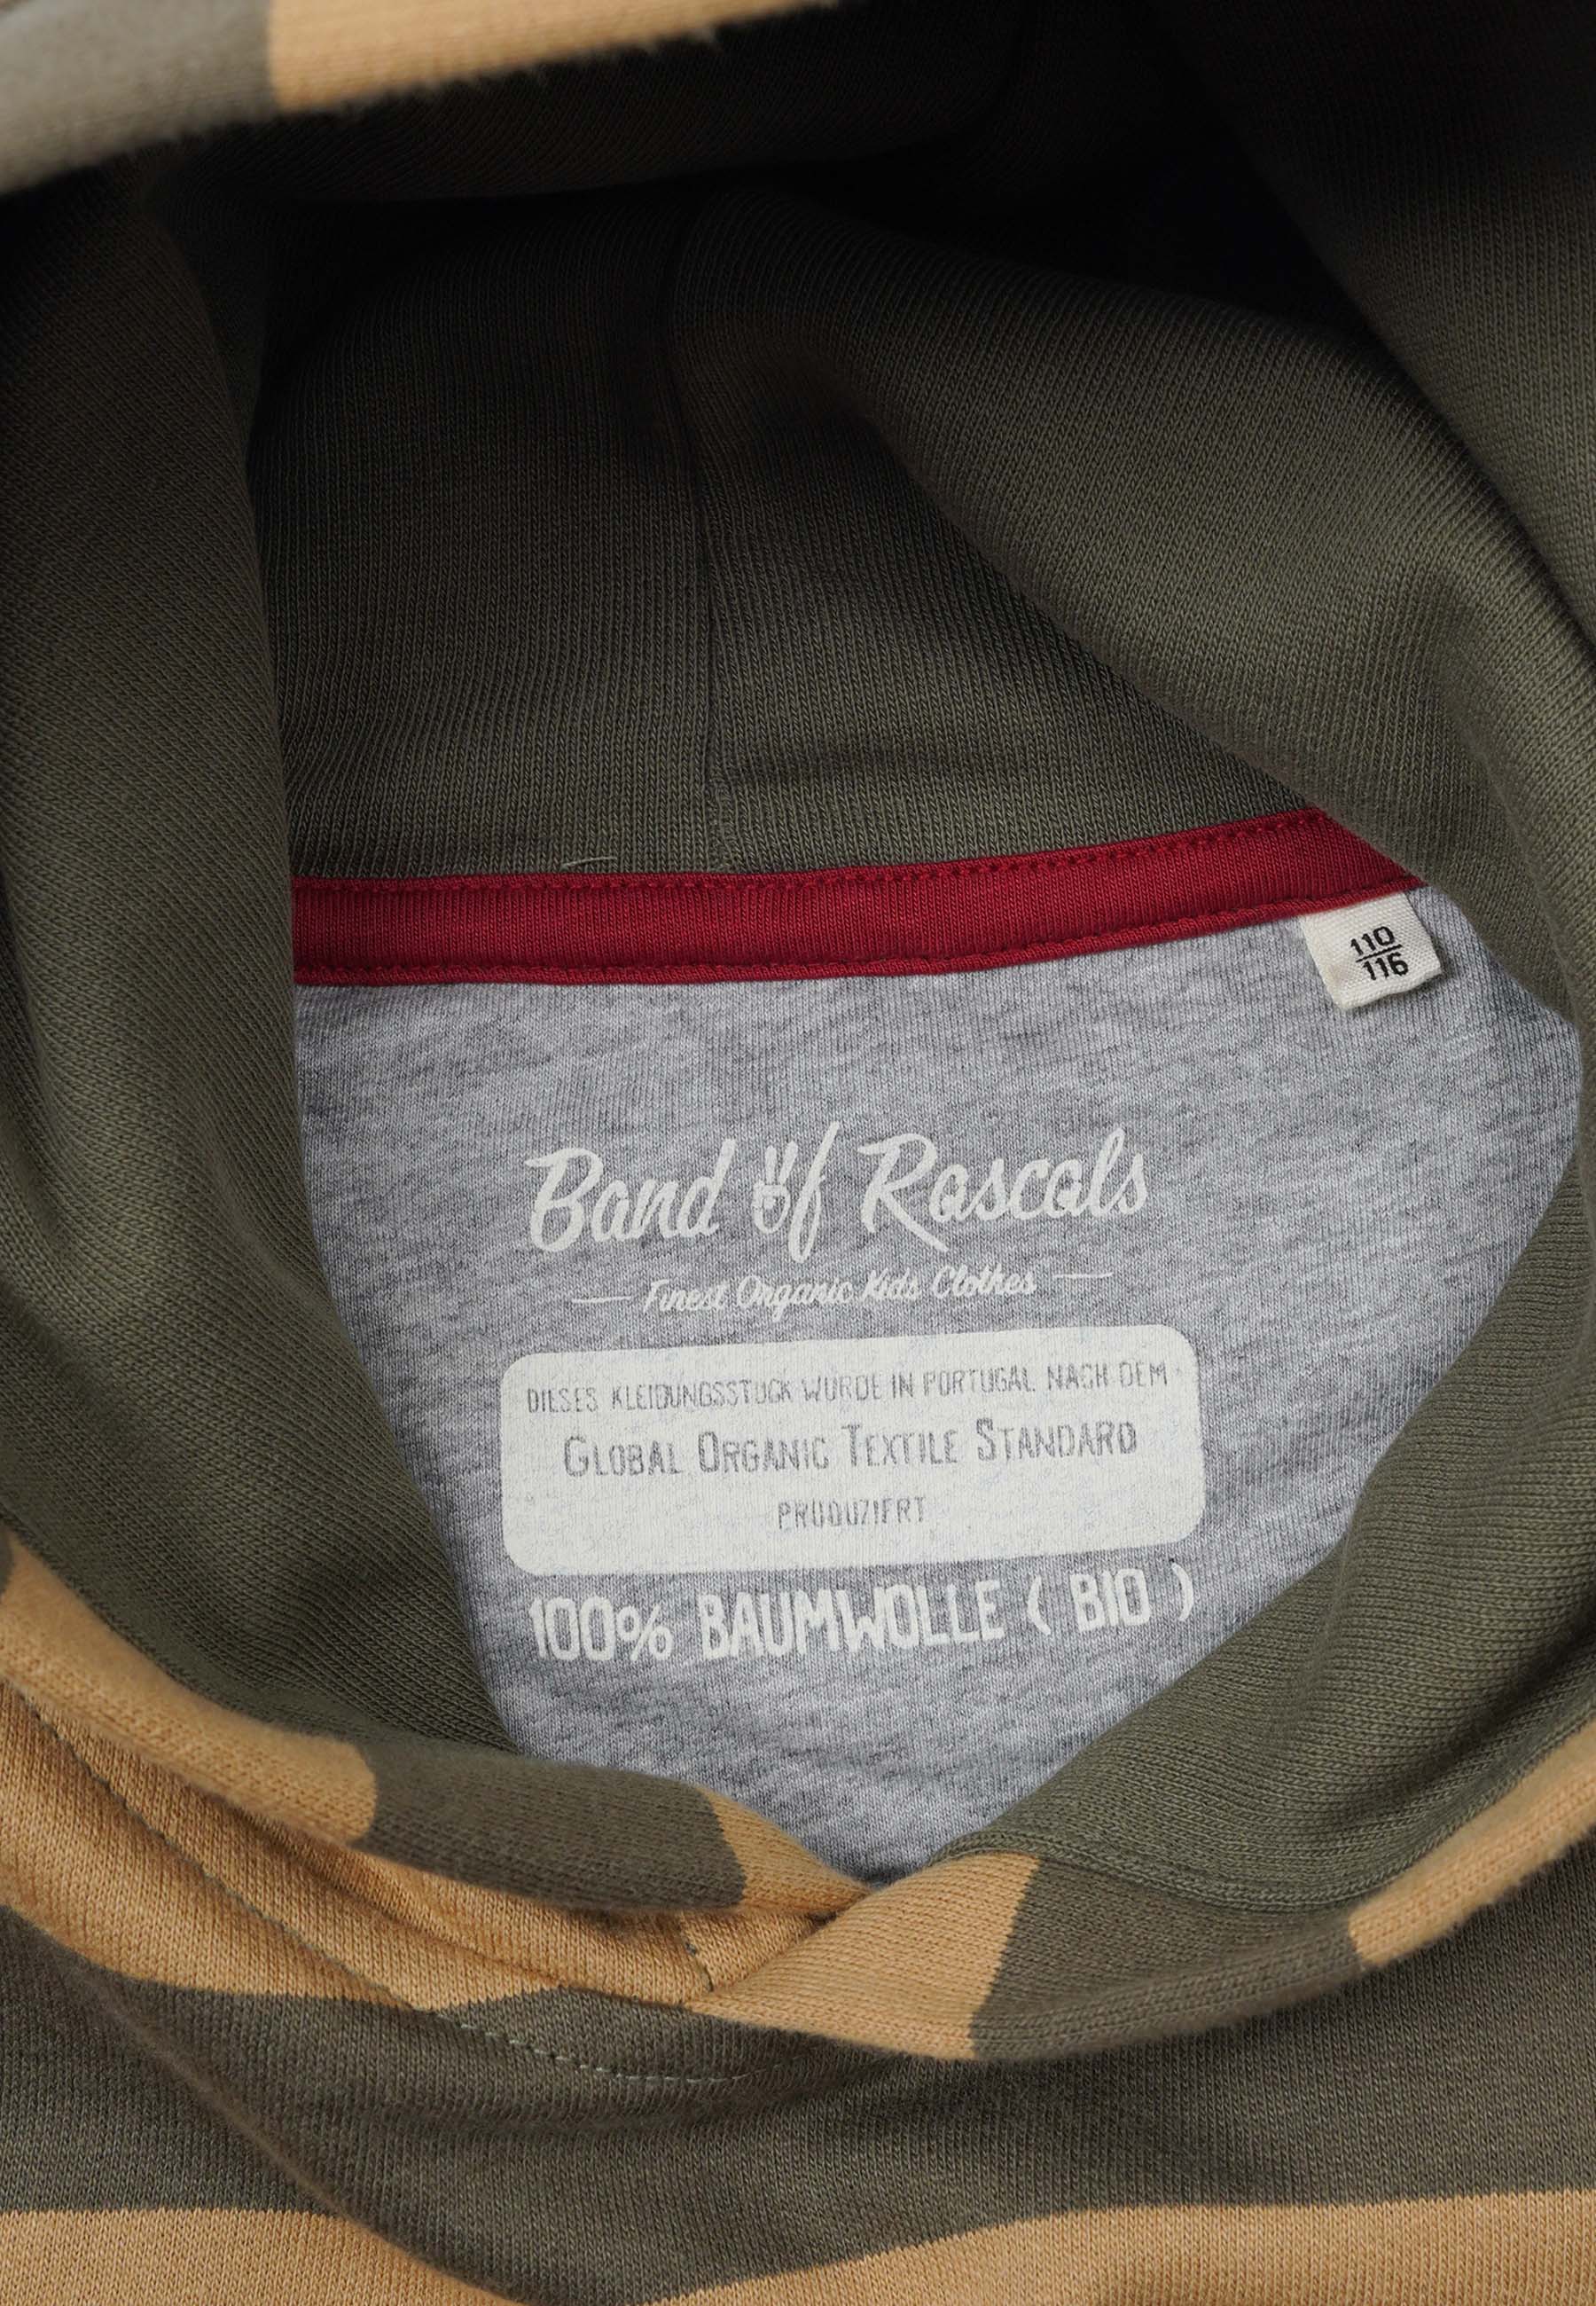 110
116
Band of Rascals
Finest Organic Kids Clothes
DIESES KLEIDUNGSSTÜCK WURDE IN PORTUGAL NACH DEM
GLOBAL ORGANIC TEXTILE STANDARD
PRODUZIERT
100% BAUMWOLLE ( BIO )